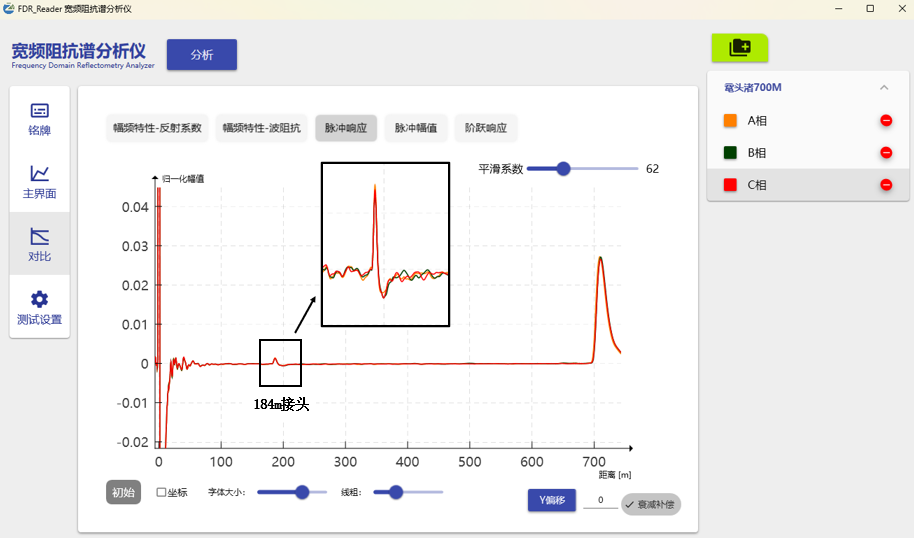 FDR_Reader 宽频阻抗谱分析仪
宽频阻抗谱分析仪
Frequency Domain Reflectometry Analyzer
分析
铭牌
主界面
对比
测试设置
幅频特性-反射系数
幅频特性-波阻抗
脉冲响应
脉冲幅值
阶跃响应
平滑系数
62
归一化幅值
0.04
0.03
0.02
0.01
0
-0.01
-0.02
184m接头
0
100
200
300
400
500
600
700
距离 [m]
初始
坐标
字体大小:
线粗:
Y偏移
0
衰减补偿
鼋头渚700M
A相
B相
C相